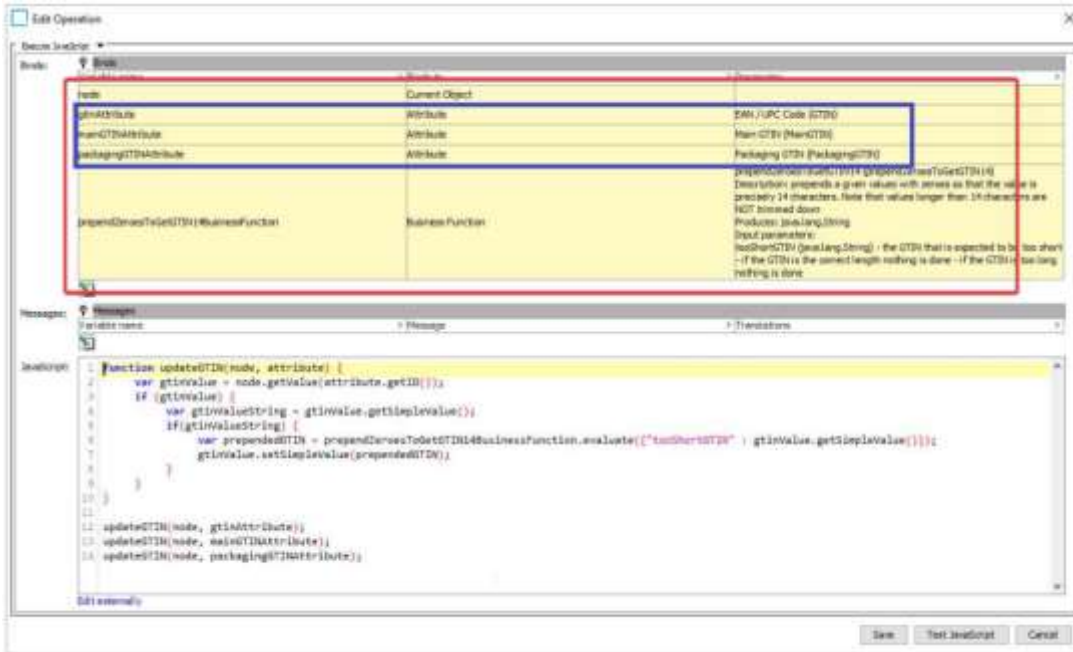 Edit Operation
Execute JavaScript
Binds:
Binds
Variable name
node Current Object
gtinAttribute Attribute EAN / UPC Code (GTIN)
mainGTINAttribute Attribute Main GTIN (MainGTIN)
packagingGTINAttribute Attribute Packaging GTIN (PackagingGTIN)
prependZeroesToGetGTIN14BusinessFunction Business Function
prependZeroesToGetGTIN14 (prependZeroesToGetGTIN14)
Description: prepends a given values with zeroes so that the value is
precisely 14 characters. Note that values longer than 14 characters are
NOT trimmed down
Produces: java.lang.String
Input parameters:
tooShortGTIN (java.lang.String) - the GTIN that is expected to be too short
- if the GTIN is the correct length nothing is done - if the GTIN is too long
nothing is done
Messages:
Messages
Variable name Message Translations
JavaScript:
1 function updateGTIN(node, attribute) {
2 var gtinValue = node.getValue(attribute.getID());
3 if (gtinValue) {
4 var gtinValueString = gtinValue.getSimpleValue();
5 if(gtinValueString) {
6 var prependedGTIN = prependZeroesToGetGTIN14BusinessFunction.evaluate({"tooShortGTIN" : gtinValue.getSimpleValue()});
7 gtinValue.setSimpleValue(prependedGTIN);
8 }
9 }
10 }
11
12 updateGTIN(node, gtinAttribute);
13 updateGTIN(node, mainGTINAttribute);
14 updateGTIN(node, packagingGTINAttribute);
Edit externally
Save Test JavaScript Cancel